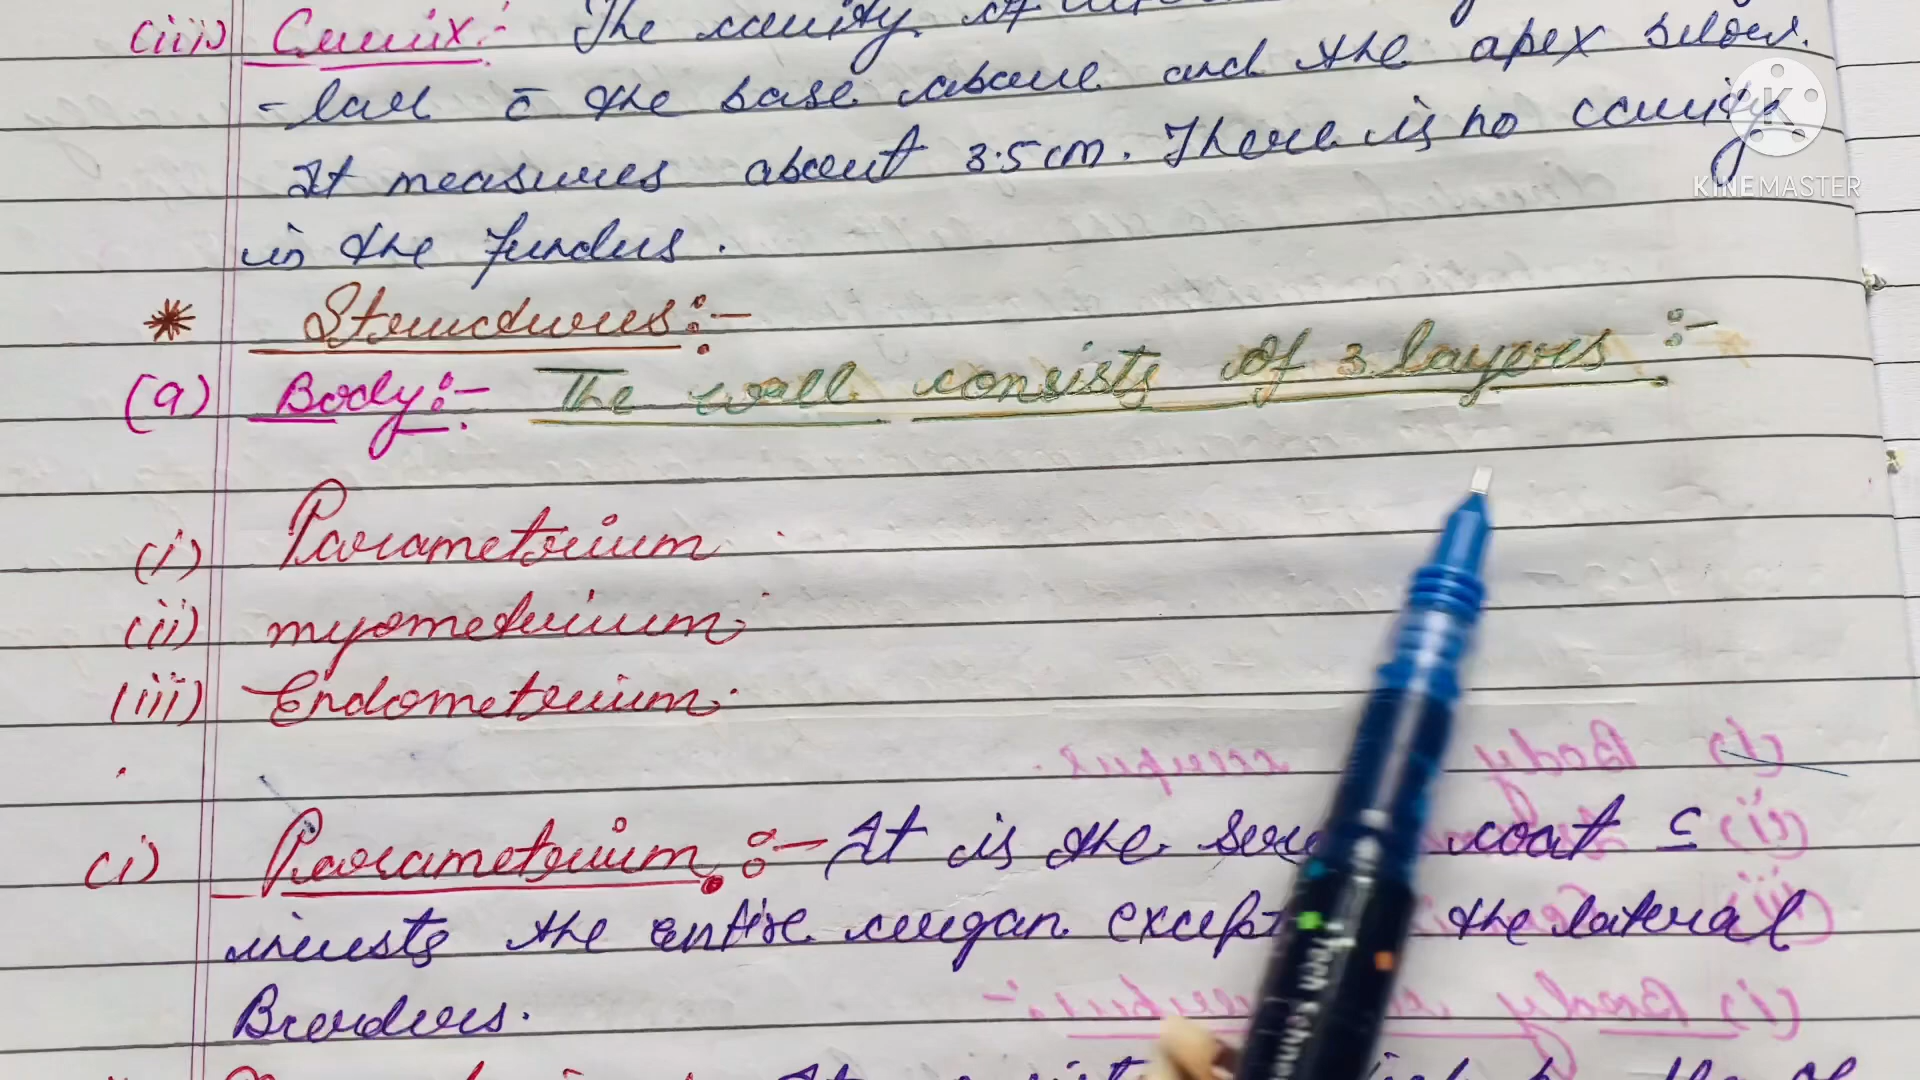 (iii) Cervix:- The cavity of
-lar c̄ the base above and the apex below.
It measures about 3.5 cm. There is no cavity
in the fundus.
* Structures:-
(a) Body:- The wall consists of 3 layers :-
(i) Parametrium
(ii) myometrium
(iii) Endometrium
(i) Parametrium :- It is the coat c̄
invests the entire organ except the lateral
Borders.
KINEMASTER